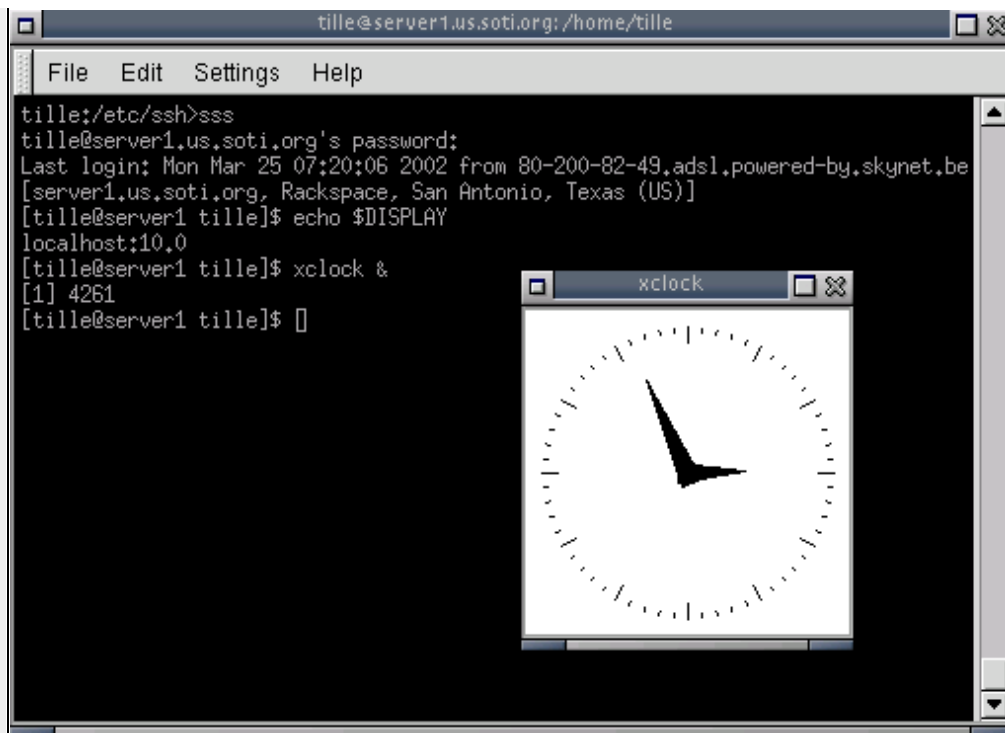 tille@server1.us.soti.org:/home/tille
File Edit Settings Help
tille:/etc/ssh>sss
tille@server1.us.soti.org's password:
Last login: Mon Mar 25 07:20:06 2002 from 80-200-82-49.adsl.powered-by.skynet.be
[server1.us.soti.org, Rackspace, San Antonio, Texas (US)]
[tille@server1 tille]$ echo $DISPLAY
localhost:10.0
[tille@server1 tille]$ xclock &
[1] 4261
[tille@server1 tille]$
xclock